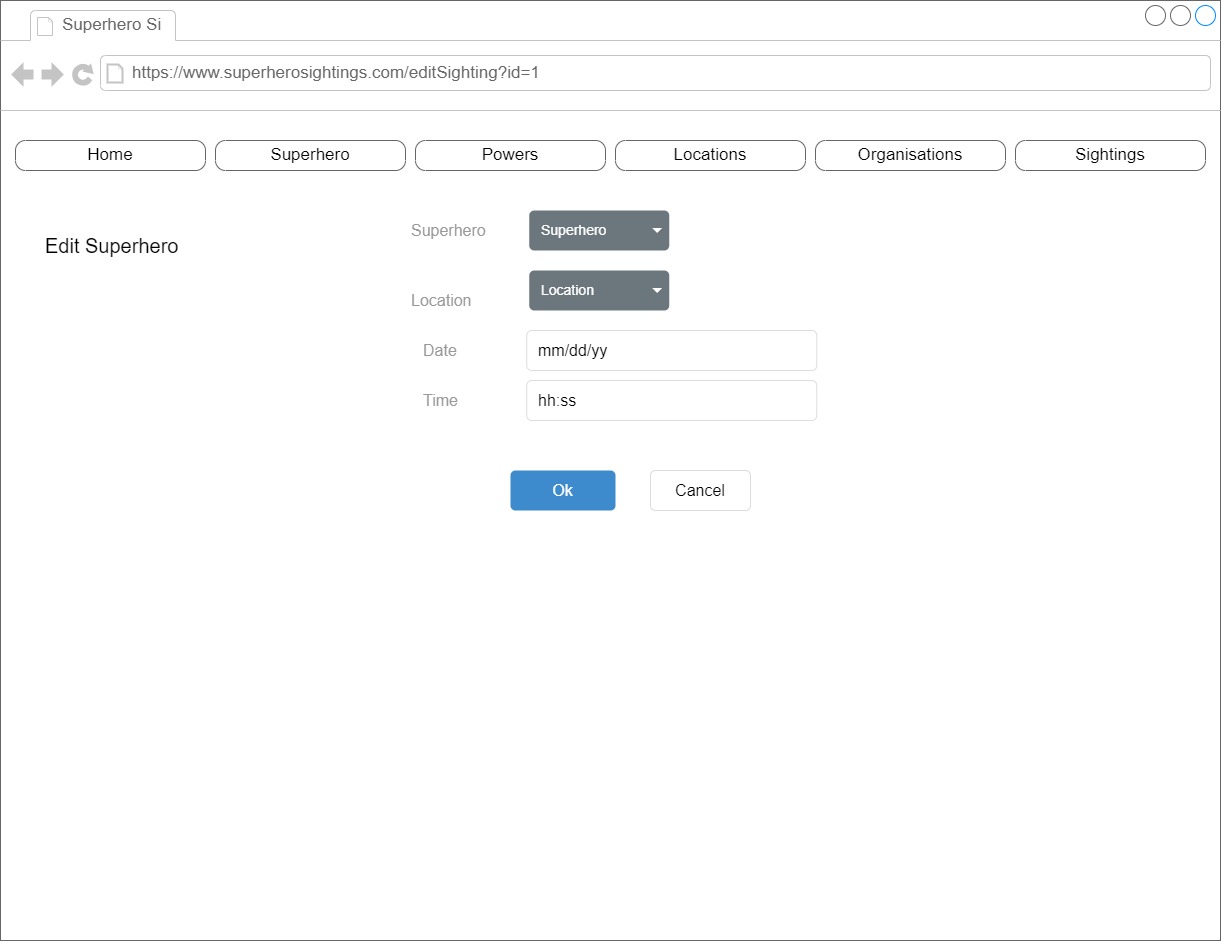 Superhero Si
https://www.superherosightings.com/editSighting?id=1
Home Superhero Powers Locations Organisations Sightings
Edit Superhero
Superhero Superhero
Location Location
Date mm/dd/yy
Time hh:ss
Ok Cancel